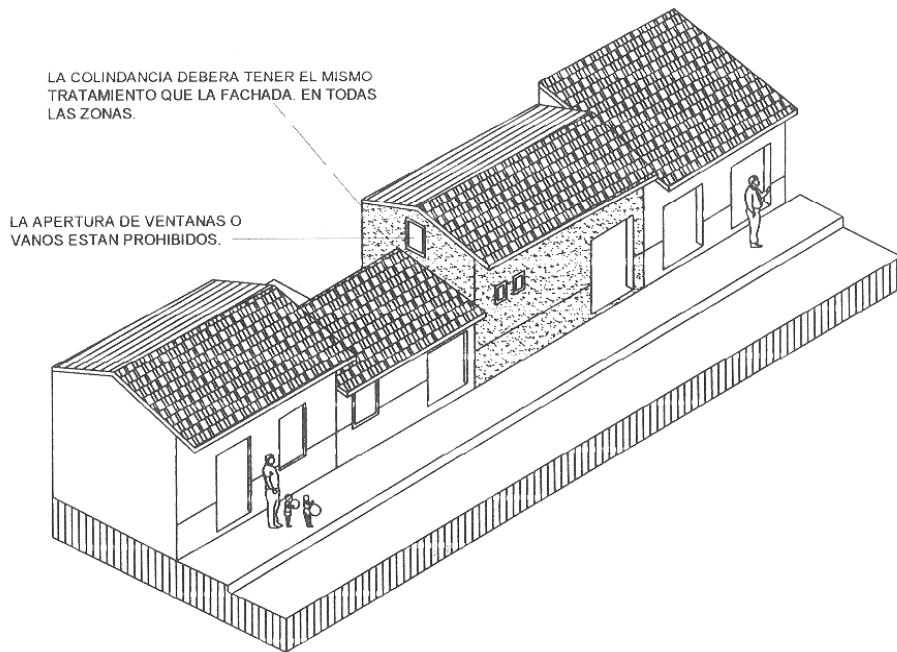 LA COLINDANCIA DEBERA TENER EL MISMO
TRATAMIENTO QUE LA FACHADA. EN TODAS
LAS ZONAS.
LA APERTURA DE VENTANAS O
VANOS ESTAN PROHIBIDOS.